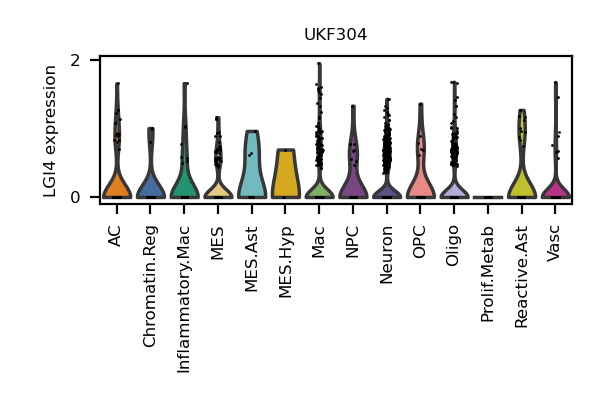 UKF304
LGI4 expression
2
0
AC
Chromatin.Reg
Inflammatory.Mac
MES
MES.Ast
MES.Hyp
Mac
NPC
Neuron
OPC
Oligo
Prolif.Metab
Reactive.Ast
Vasc